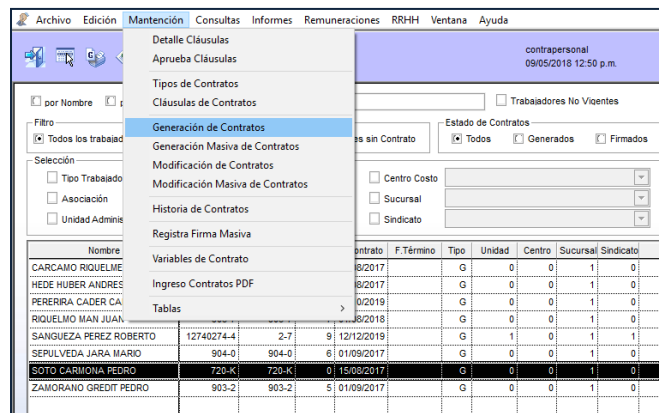 Archivo Edición Mantención Consultas Informes Remuneraciones RRHH Ventana Ayuda
Detalle Cláusulas
Aprueba Cláusulas
Tipos de Contratos
Cláusulas de Contratos
Generación de Contratos
Generación Masiva de Contratos
Modificación de Contratos
Modificación Masiva de Contratos
Historia de Contratos
Registra Firma Masiva
Variables de Contrato
Ingreso Contratos PDF
Tablas >
contrapersonal
09/05/2018 12:50 p.m.
por Nombre
Trabajadores No Vigentes
Filtro
Todos los trabajad
sin Contrato
Estado de Contratos
Todos Generados Firmados
Selección
Tipo Trabajado
Centro Costo
Asociación
Sucursal
Unidad Adminis
Sindicato
Nombre F.Término Tipo Unidad Centro Sucursal Sindicato
CARCAMO RIQUELME 08/2017 G 0 0 1 0
HEDE HUBER ANDRES 08/2017 G 0 0 1 0
PERERIRA CADER CA 0/2019 G 0 0 1 0
RIQUELMO MAN JUAN 08/2018 G 0 0 1 0
SANGUEZA PEREZ ROBERTO 12740274-4 2-7 9 12/12/2019 G 1 0 1 1
SEPULVEDA JARA MARIO 904-0 904-0 6 01/09/2017 G 0 0 1 0
SOTO CARMONA PEDRO 720-K 720-K 0 15/08/2017 G 0 0 1 0
ZAMORANO GREDIT PEDRO 903-2 903-2 5 01/09/2017 G 0 0 1 0